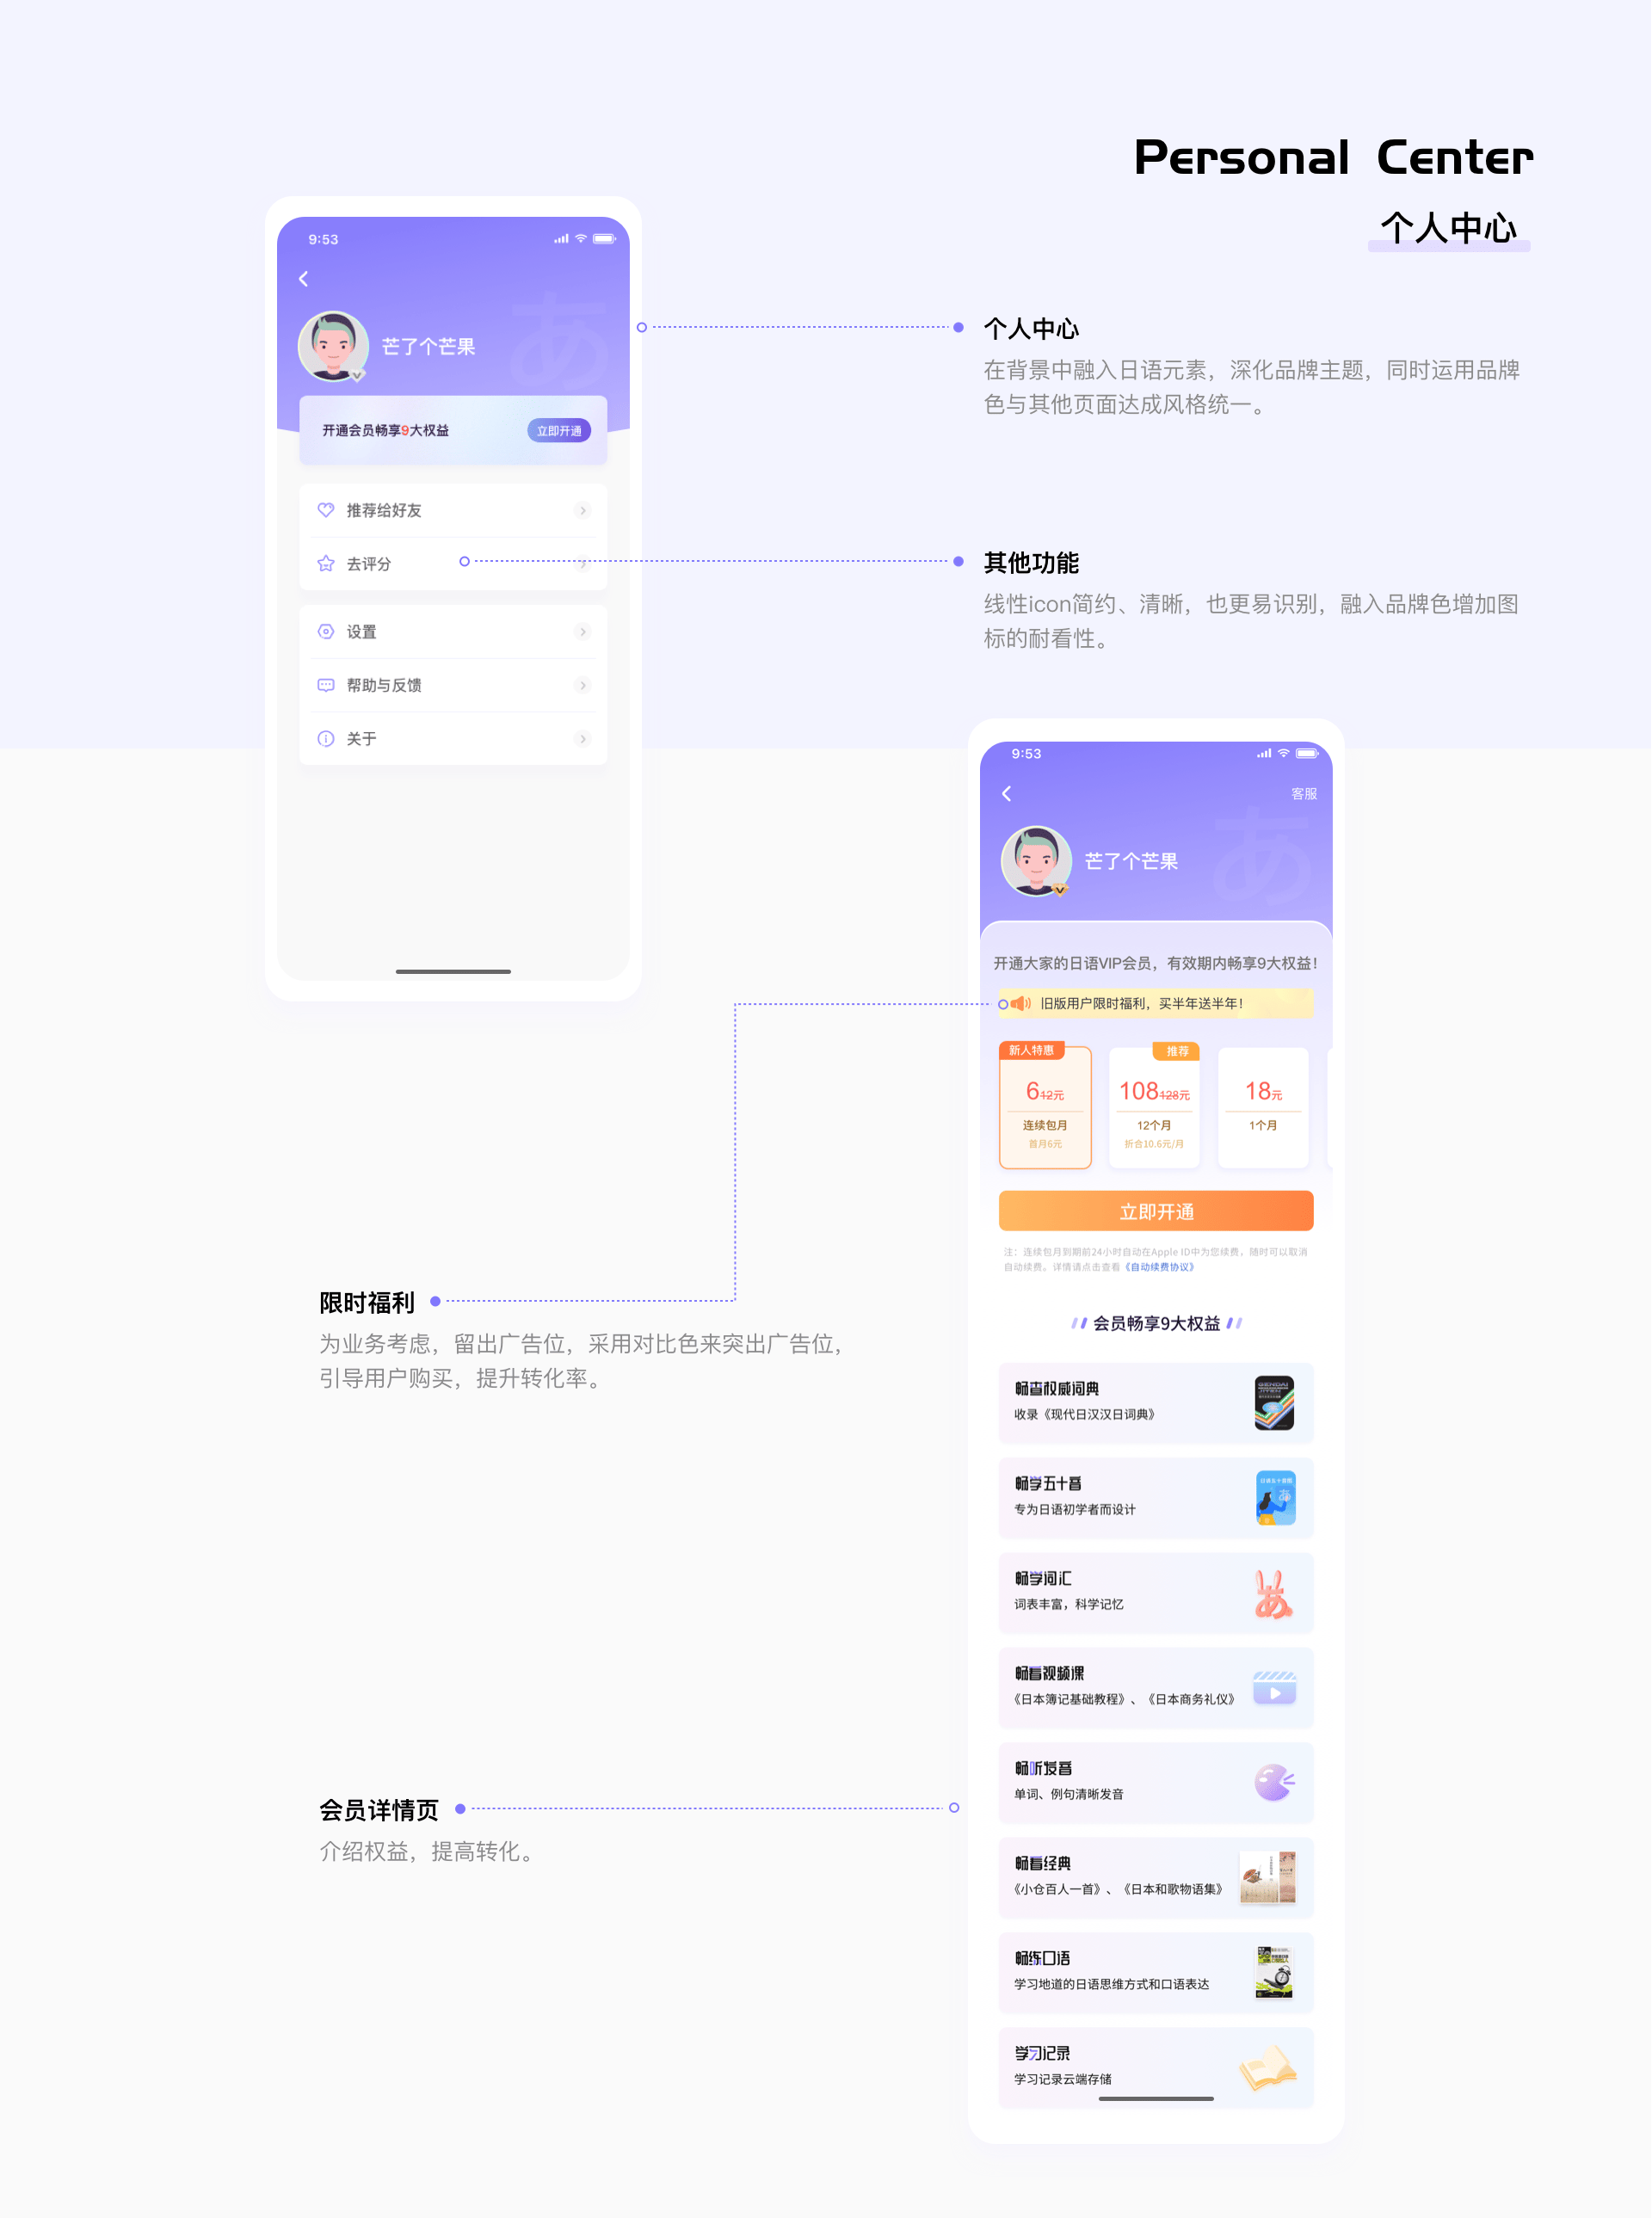 Personal Center
个人中心
9:53
あ
芒了个芒果
开通会员畅享9大权益
立即开通
推荐给好友
去评分
设置
帮助与反馈
关于
个人中心
在背景中融入日语元素，深化品牌主题，同时运用品牌
色与其他页面达成风格统一。
其他功能
线性icon简约、清晰，也更易识别，融入品牌色增加图
标的耐看性。
9:53
客服
あ
芒了个芒果
开通大家的日语VIP会员，有效期内畅享9大权益！
旧版用户限时福利，买半年送半年！
新人特惠
6 12元
连续包月
首月6元
推荐
108 128元
12个月
折合10.6元/月
18元
1个月
立即开通
注：连续包月到期前24小时自动在Apple ID中为您续费，随时可以取消
自动续费。详情请点击查看《自动续费协议》
限时福利
为业务考虑，留出广告位，采用对比色来突出广告位，
引导用户购买，提升转化率。
会员畅享9大权益
畅查权威词典
收录《现代日汉汉日词典》
畅学五十音
专为日语初学者而设计
畅学词汇
词表丰富，科学记忆
あ
畅看视频课
《日本簿记基础教程》、《日本商务礼仪》
畅听发音
单词、例句清晰发音
会员详情页
介绍权益，提高转化。
畅看经典
《小仓百人一首》、《日本和歌物语集》
畅练口语
学习地道的日语思维方式和口语表达
学习记录
学习记录云端存储